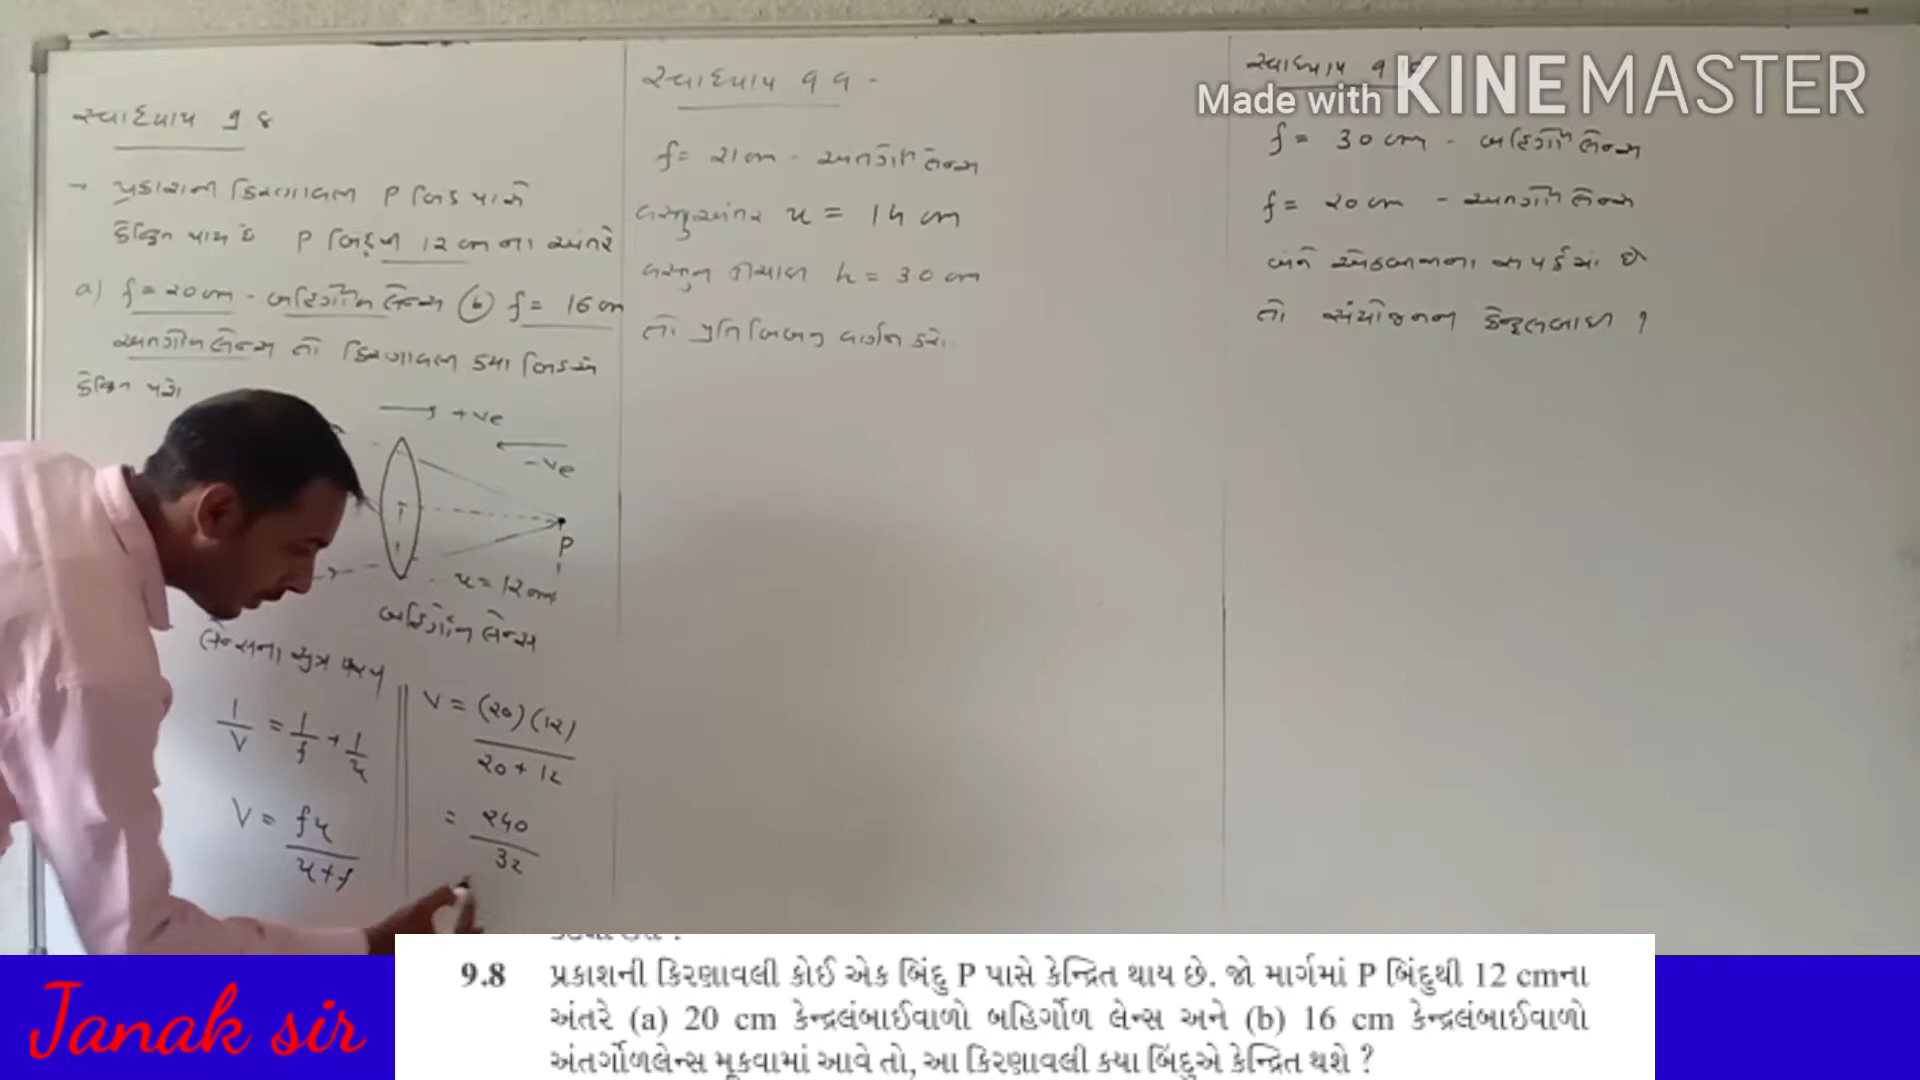 સ્વાધ્યાય ૧ ૮
→ પ્રકાશની કિરણાવલી P બિંદુ પાસે
કેન્દ્રિત થાય છે P બિંદુથી 12 cm ના અંતરે
a) f = 20 cm - બહિર્ગોળ લેન્સ (b) f = 16 cm
અંતર્ગોળ લેન્સ તો કિરણાવલી કયા બિંદુએ
કેન્દ્રિત થશે
+ve
-ve
P
u = 12 cm
બહિર્ગોળ લેન્સ
લેન્સના સુત્ર પરથી
1/V = 1/f + 1/u
V = fu/u+f
V = (20)(12)/20+12
= 240/32
સ્વાધ્યાય ૧ ૧ -
f = 21 cm - અંતર્ગોળ લેન્સ
વસ્તુઅંતર u = 14 cm
વસ્તુની ઊંચાઈ h = 3.0 cm
તો પ્રતિબિંબનું વર્ણન કરો.
સ્વાધ્યાય
f = 30 cm - બહિર્ગોળ લેન્સ
f = 20 cm - અંતર્ગોળ લેન્સ
બંને એકબીજાના સંપર્કમાં છે
તો સંયોજનની કેન્દ્રલંબાઈ ?
Made with KINEMASTER
9.8 પ્રકાશની કિરણાવલી કોઈ એક બિંદુ P પાસે કેન્દ્રિત થાય છે. જો માર્ગમાં P બિંદુથી 12 cmના
અંતરે (a) 20 cm કેન્દ્રલંબાઈવાળો બહિર્ગોળ લેન્સ અને (b) 16 cm કેન્દ્રલંબાઈવાળો
અંતર્ગોળલેન્સ મૂકવામાં આવે તો, આ કિરણાવલી કયા બિંદુએ કેન્દ્રિત થશે ?
Janak sir